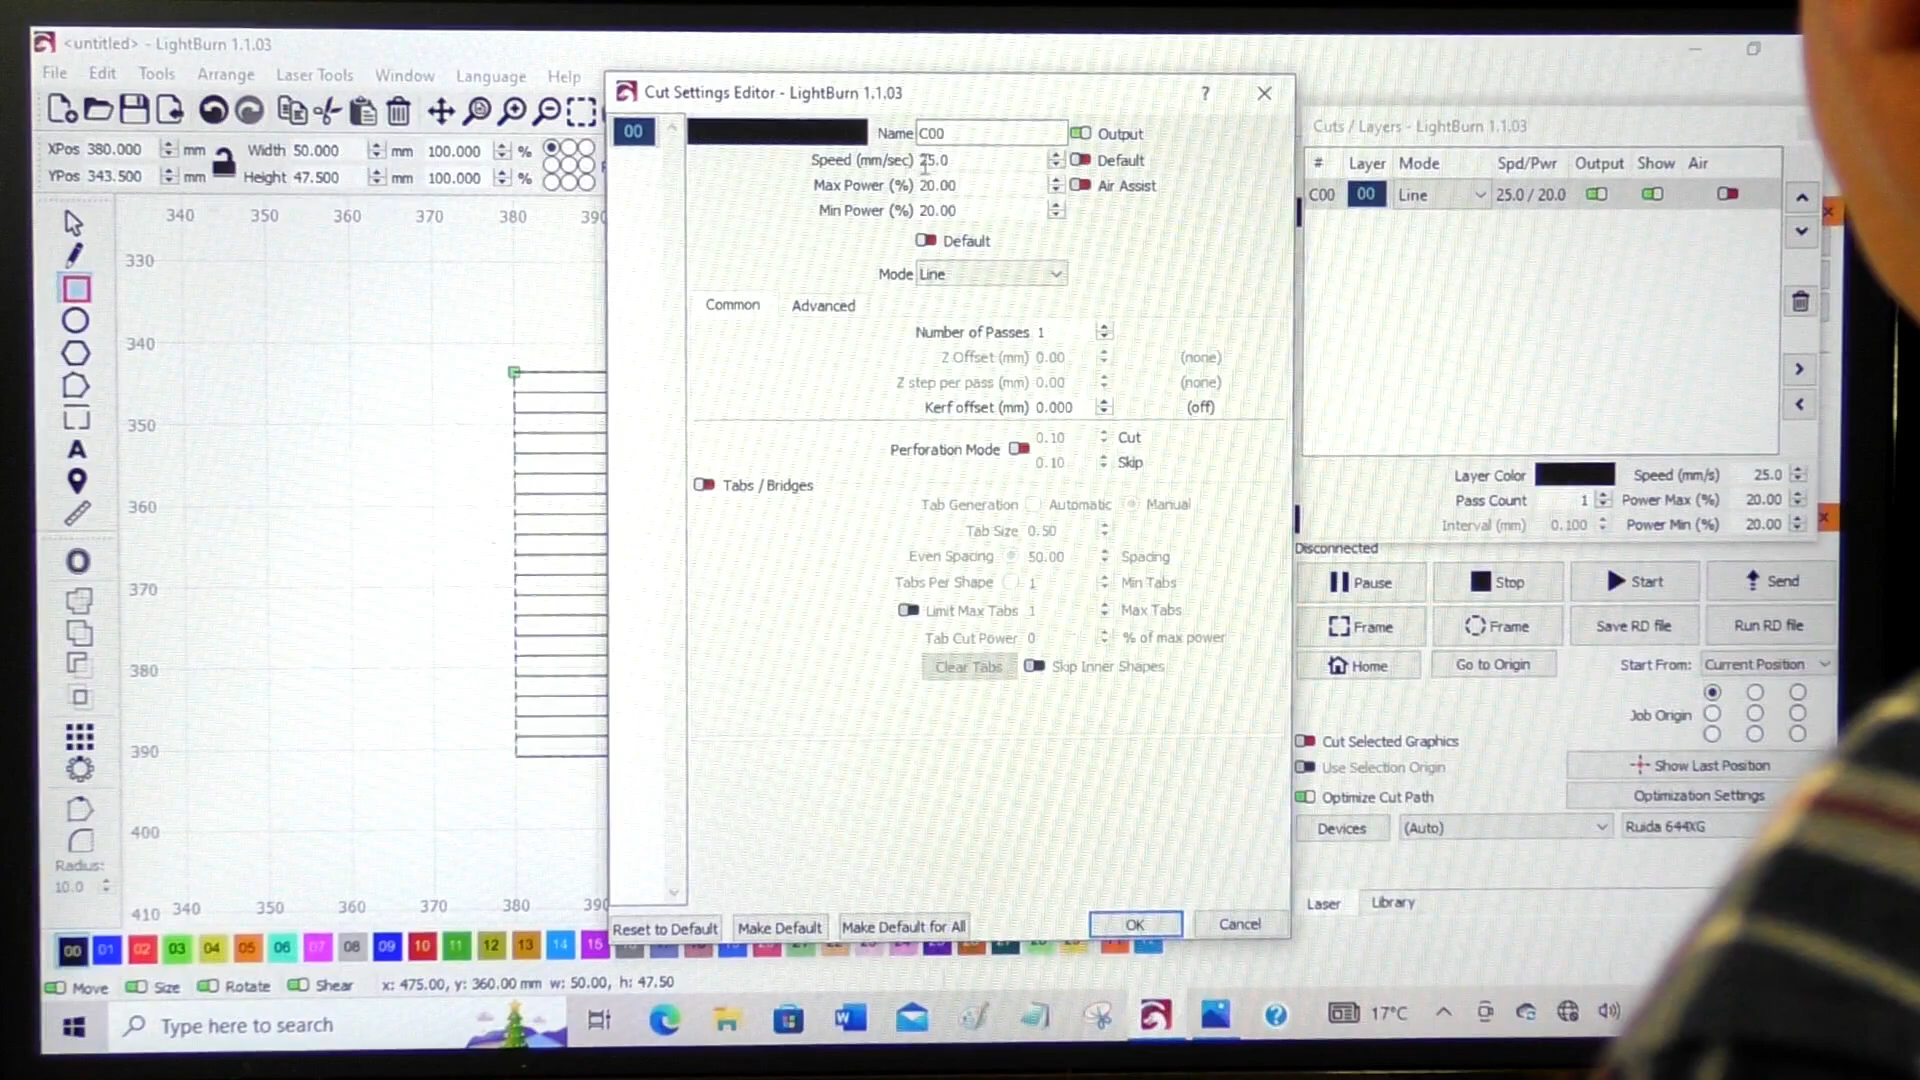 <untitled> - LightBurn 1.1.03
File Edit Tools Arrange Laser Tools Window Language Help
XPos 380.000 mm Width 50.000 mm 100.000 %
YPos 343.500 mm Height 47.500 mm 100.000 %
340 350 360 370 380 390
330
340
350
360
370
380
390
400
410 340 350 360 370 380 390
Radius:
10.0
Cut Settings Editor - LightBurn 1.1.03 ?
00 Name C00 Output
Speed (mm/sec) 25.0 Default
Max Power (%) 20.00 Air Assist
Min Power (%) 20.00
Default
Mode Line
Common Advanced
Number of Passes 1
Z Offset (mm) 0.00 (none)
Z step per pass (mm) 0.00 (none)
Kerf offset (mm) 0.000 (off)
Perforation Mode 0.10 Cut
0.10 Skip
Tabs / Bridges
Tab Generation Automatic Manual
Tab Size 0.50
Even Spacing 50.00 Spacing
Tabs Per Shape 1 Min Tabs
Limit Max Tabs 1 Max Tabs
Tab Cut Power 0 % of max power
Clear Tabs Skip Inner Shapes
Reset to Default Make Default Make Default for All OK Cancel
Cuts / Layers - LightBurn 1.1.03
# Layer Mode Spd/Pwr Output Show Air
C00 00 Line 25.0 / 20.0
Layer Color Speed (mm/s) 25.0
Pass Count 1 Power Max (%) 20.00
Interval (mm) 0.100 Power Min (%) 20.00
Disconnected
Pause Stop Start Send
Frame Frame Save RD file Run RD file
Home Go to Origin Start From: Current Position
Job Origin
Cut Selected Graphics
Use Selection Origin Show Last Position
Optimize Cut Path Optimization Settings
Devices (Auto) Ruida 644XG
Laser Library
00 01 02 03 04 05 06 07 08 09 10 11 12 13 14 15
Move Size Rotate Shear x: 475.00, y: 360.00 mm w: 50.00, h: 47.50
Type here to search 17°C